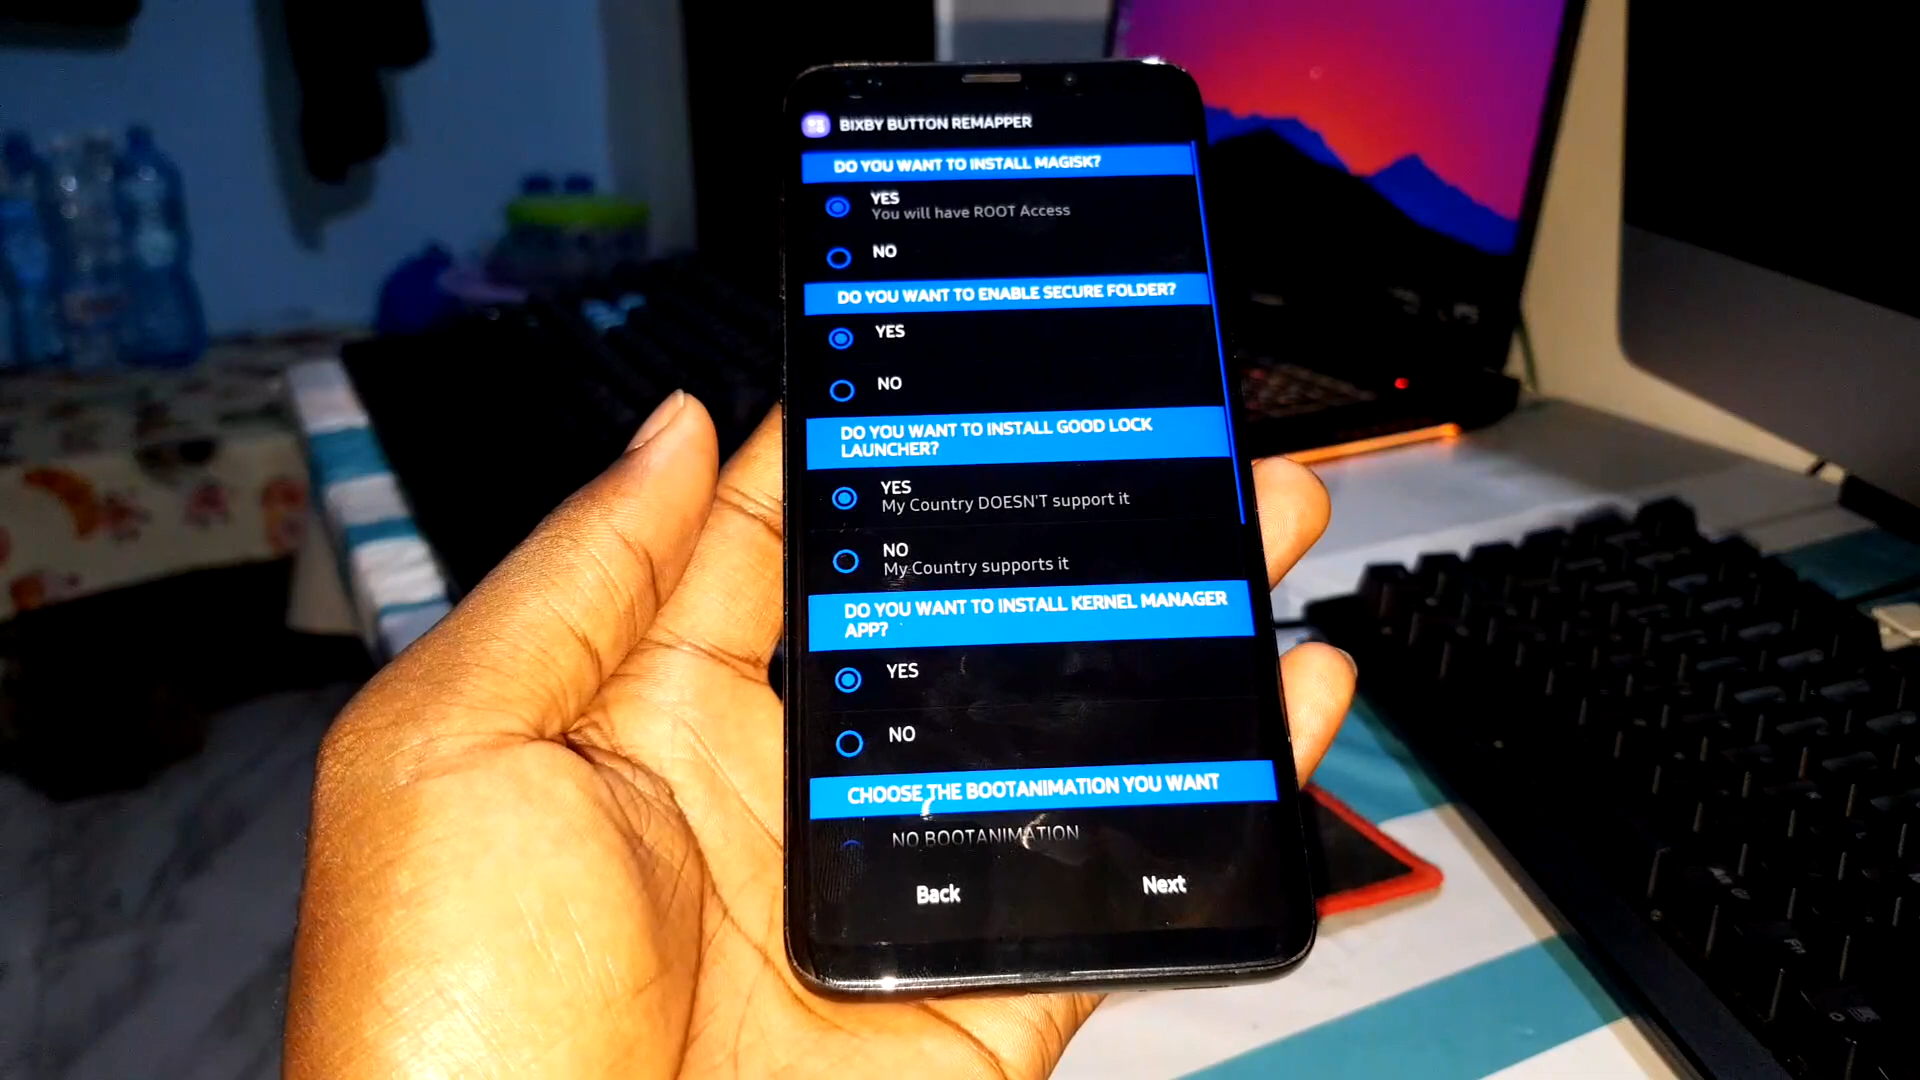 BIXBY BUTTON REMAPPER
DO YOU WANT TO INSTALL MAGISK?
YES
You will have ROOT Access
NO
DO YOU WANT TO ENABLE SECURE FOLDER?
YES
NO
DO YOU WANT TO INSTALL GOOD LOCK
LAUNCHER?
YES
My Country DOESN'T support it
NO
My Country supports it
DO YOU WANT TO INSTALL KERNEL MANAGER
APP?
YES
NO
CHOOSE THE BOOTANIMATION YOU WANT
NO BOOTANIMATION
Back
Next